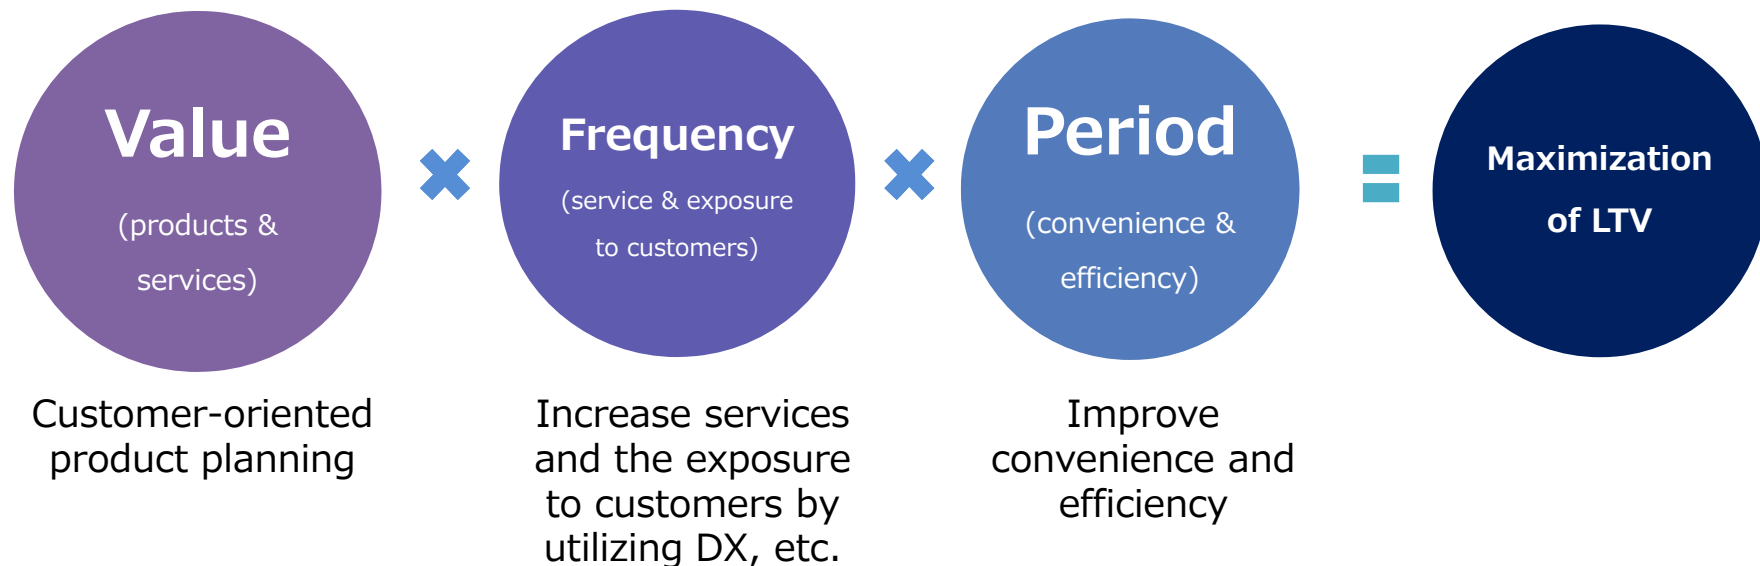 Value
(products &
services)
Frequency
(service & exposure
to customers)
Period
(convenience &
efficiency)
Maximization
of LTV
Customer-oriented
product planning
Increase services
and the exposure
to customers by
utilizing DX, etc.
Improve
convenience and
efficiency